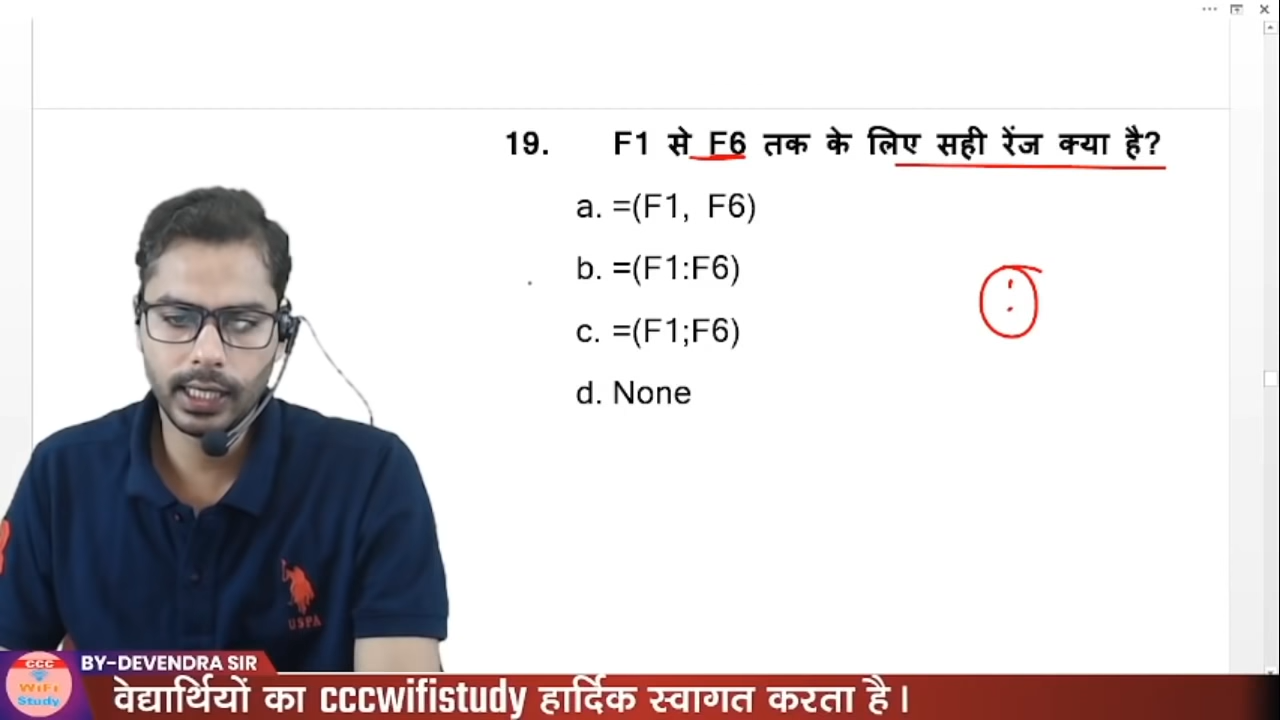 19. F1 से F6 तक के लिए सही रेंज क्या है?
a. =(F1, F6)
b. =(F1:F6)
c. =(F1;F6)
d. None
:
USPA
BY-DEVENDRA SIR
CCC
WiFi
Study
वेद्यार्थियों का cccwifistudy हार्दिक स्वागत करता है।